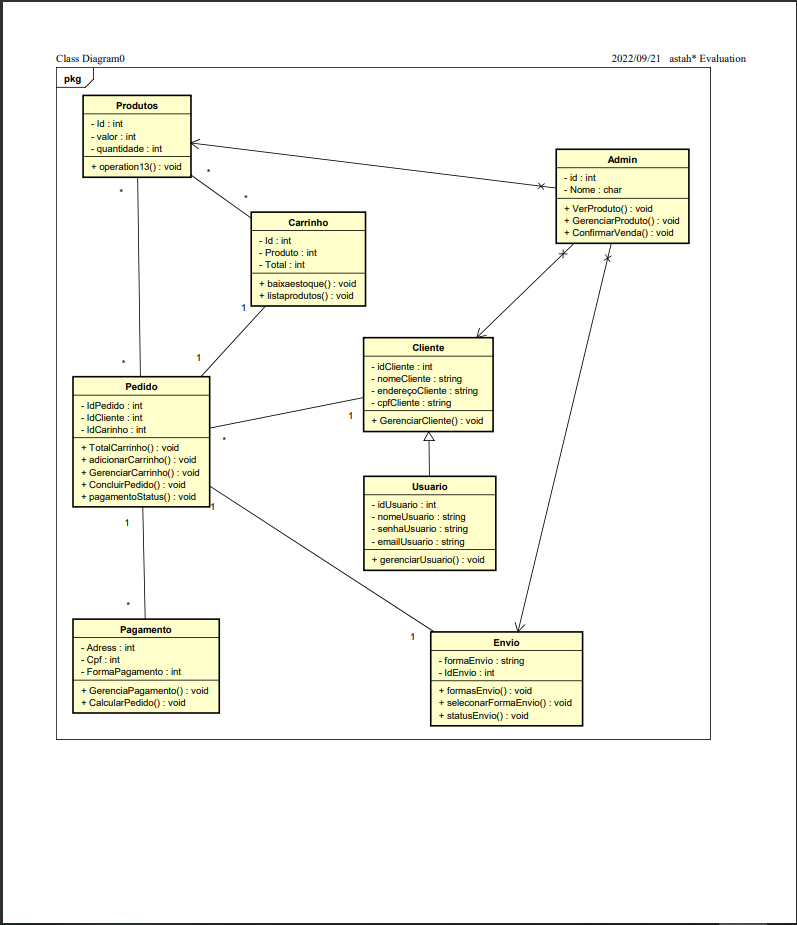 Class Diagram0
2022/09/21 astah* Evaluation
pkg
Produtos
- Id : int
- valor : int
- quantidade : int
+ operation13() : void
*
*
*
Admin
- id : int
- Nome : char
+ VerProduto() : void
+ GerenciarProduto() : void
+ ConfirmarVenda() : void
Carrinho
- Id : int
- Produto : int
- Total : int
+ baixaestoque() : void
+ listaprodutos() : void
1
1
*
Cliente
- idCliente : int
- nomeCliente : string
- endereçoCliente : string
- cpfCliente : string
+ GerenciarCliente() : void
1
*
Pedido
- IdPedido : int
- IdCliente : int
- IdCarinho : int
+ TotalCarrinho() : void
+ adicionarCarrinho() : void
+ GerenciarCarrinho() : void
+ ConcluirPedido() : void
+ pagamentoStatus() : void
1
1
Usuario
- idUsuario : int
- nomeUsuario : string
- senhaUsuario : string
- emailUsuario : string
+ gerenciarUsuario() : void
*
1
Pagamento
- Adress : int
- Cpf : int
- FormaPagamento : int
+ GerenciaPagamento() : void
+ CalcularPedido() : void
Envio
- formaEnvio : string
- IdEnvio : int
+ formasEnvio() : void
+ seleconarFormaEnvio() : void
+ statusEnvio() : void